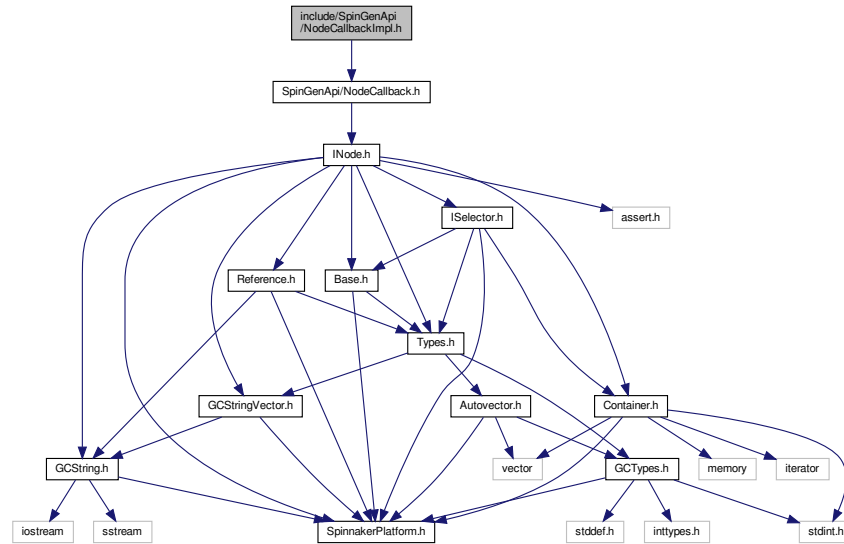 include/SpinGenApi
/NodeCallbackImpl.h
SpinGenApi/NodeCallback.h
INode.h
ISelector.h
assert.h
Reference.h
Base.h
Types.h
GCStringVector.h
Autovector.h
Container.h
GCString.h
vector
GCTypes.h
memory
iterator
iostream
sstream
SpinnakerPlatform.h
stddef.h
inttypes.h
stdint.h